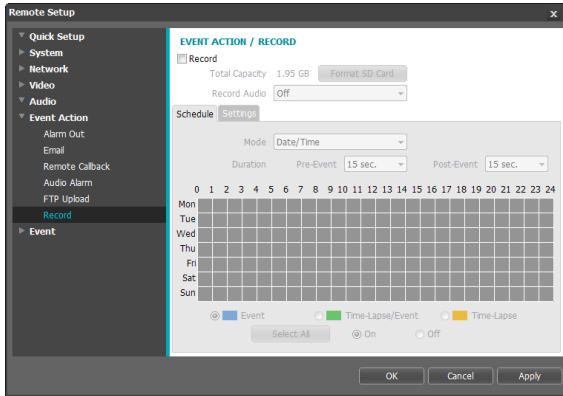 Remote Setup x
Quick Setup
System
Network
Video
Audio
Event Action
Alarm Out
Email
Remote Callback
Audio Alarm
FTP Upload
Record
Event
EVENT ACTION / RECORD
Record
Total Capacity 1.95 GB Format SD Card
Record Audio Off
Schedule Settings
Mode Date/Time
Duration Pre-Event 15 sec. Post-Event 15 sec.
0 1 2 3 4 5 6 7 8 9 10 11 12 13 14 15 16 17 18 19 20 21 22 23 24
Mon
Tue
Wed
Thu
Fri
Sat
Sun
Event Time-Lapse/Event Time-Lapse
Select All On Off
OK Cancel Apply